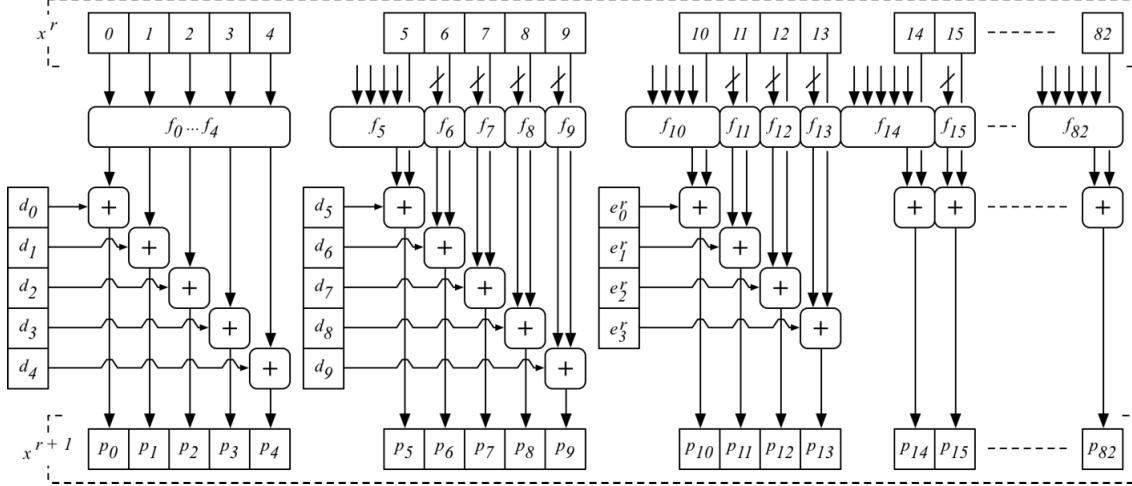 x^r 0 1 2 3 4 5 6 7 8 9 10 11 12 13 14 15 82
f_0 ... f_4 f_5 f_6 f_7 f_8 f_9 f_10 f_11 f_12 f_13 f_14 f_15 f_82
d_0 + d_5 + e^r_0 + + + +
d_1 + d_6 + e^r_1 +
d_2 + d_7 + e^r_2 +
d_3 + d_8 + e^r_3 +
d_4 + d_9 +
x^{r+1} p_0 p_1 p_2 p_3 p_4 p_5 p_6 p_7 p_8 p_9 p_10 p_11 p_12 p_13 p_14 p_15 p_82